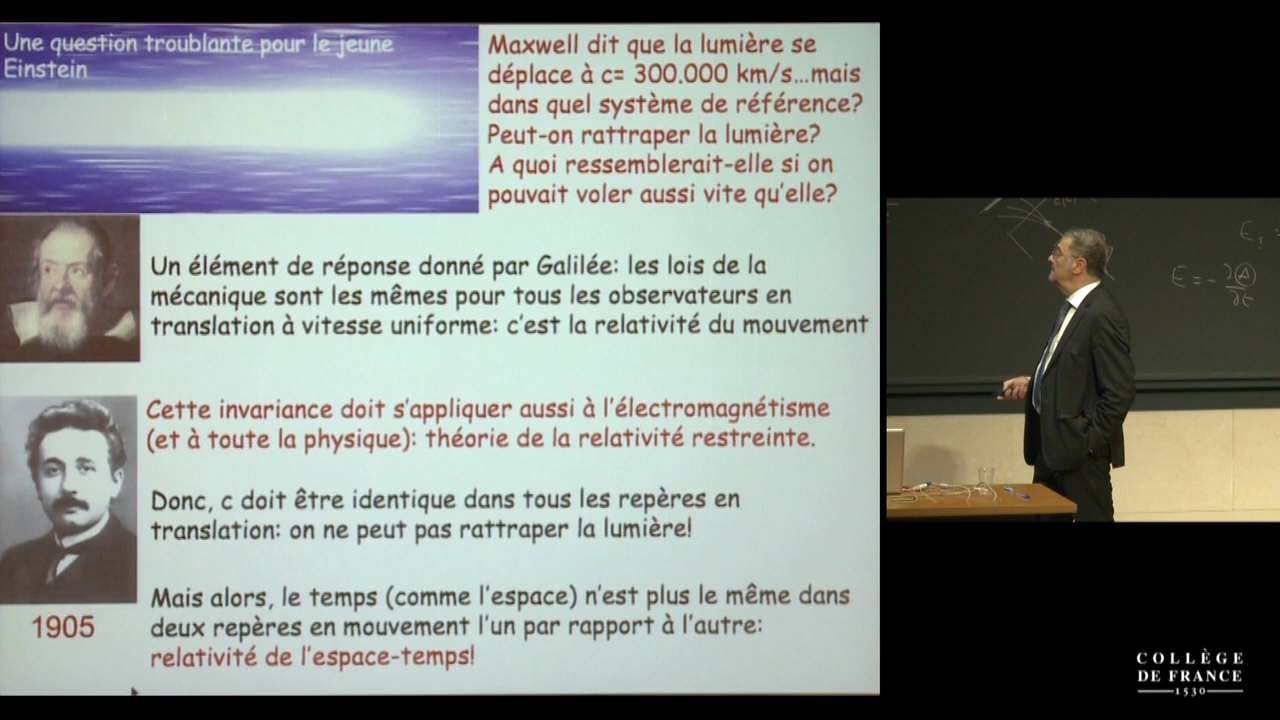 Une question troublante pour le jeune
Einstein
Maxwell dit que la lumière se
déplace à c= 300.000 km/s...mais
dans quel système de référence?
Peut-on rattraper la lumière?
A quoi ressemblerait-elle si on
pouvait voler aussi vite qu'elle?
Un élément de réponse donné par Galilée: les lois de la
mécanique sont les mêmes pour tous les observateurs en
translation à vitesse uniforme: c'est la relativité du mouvement
Cette invariance doit s'appliquer aussi à l'électromagnétisme
(et à toute la physique): théorie de la relativité restreinte.
Donc, c doit être identique dans tous les repères en
translation: on ne peut pas rattraper la lumière!
Mais alors, le temps (comme l'espace) n'est plus le même dans
deux repères en mouvement l'un par rapport à l'autre:
relativité de l'espace-temps!
1905
COLLÈGE
DE FRANCE
1530